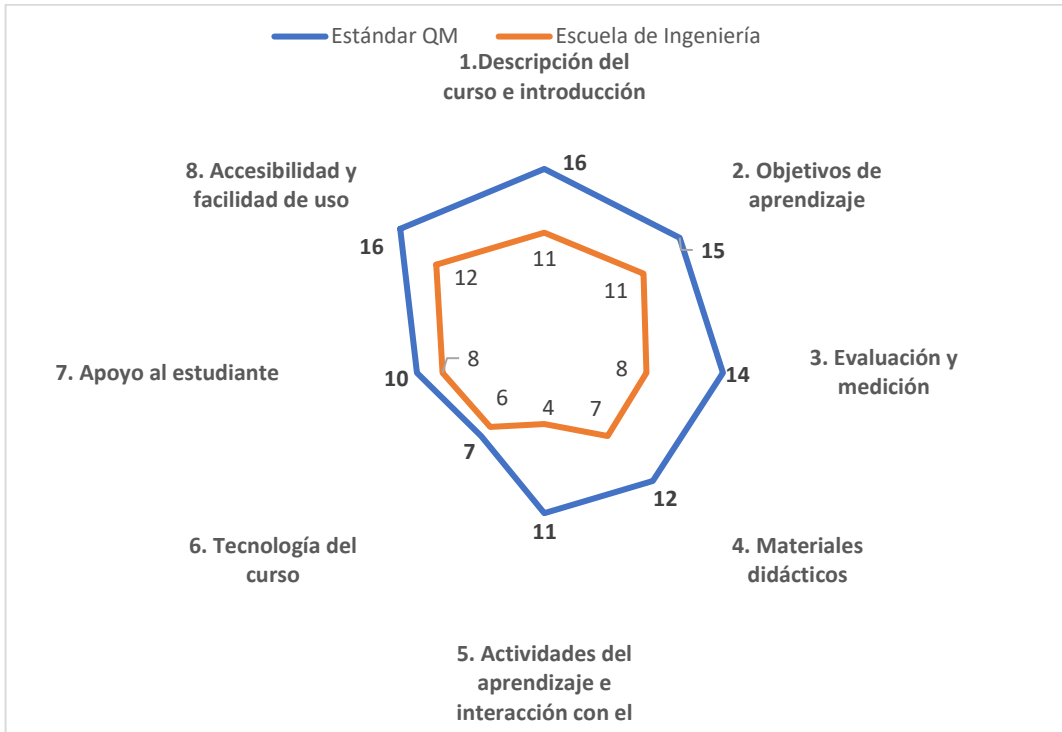 Estándar QM
Escuela de Ingeniería
1.Descripción del
curso e introducción
16
2. Objetivos de
aprendizaje
15
11
3. Evaluación y
medición
14
8
4. Materiales
didácticos
12
7
5. Actividades del
aprendizaje e
interacción con el
11
4
6. Tecnología del
curso
7
6
7. Apoyo al estudiante
10
8
8. Accesibilidad y
facilidad de uso
16
12
11